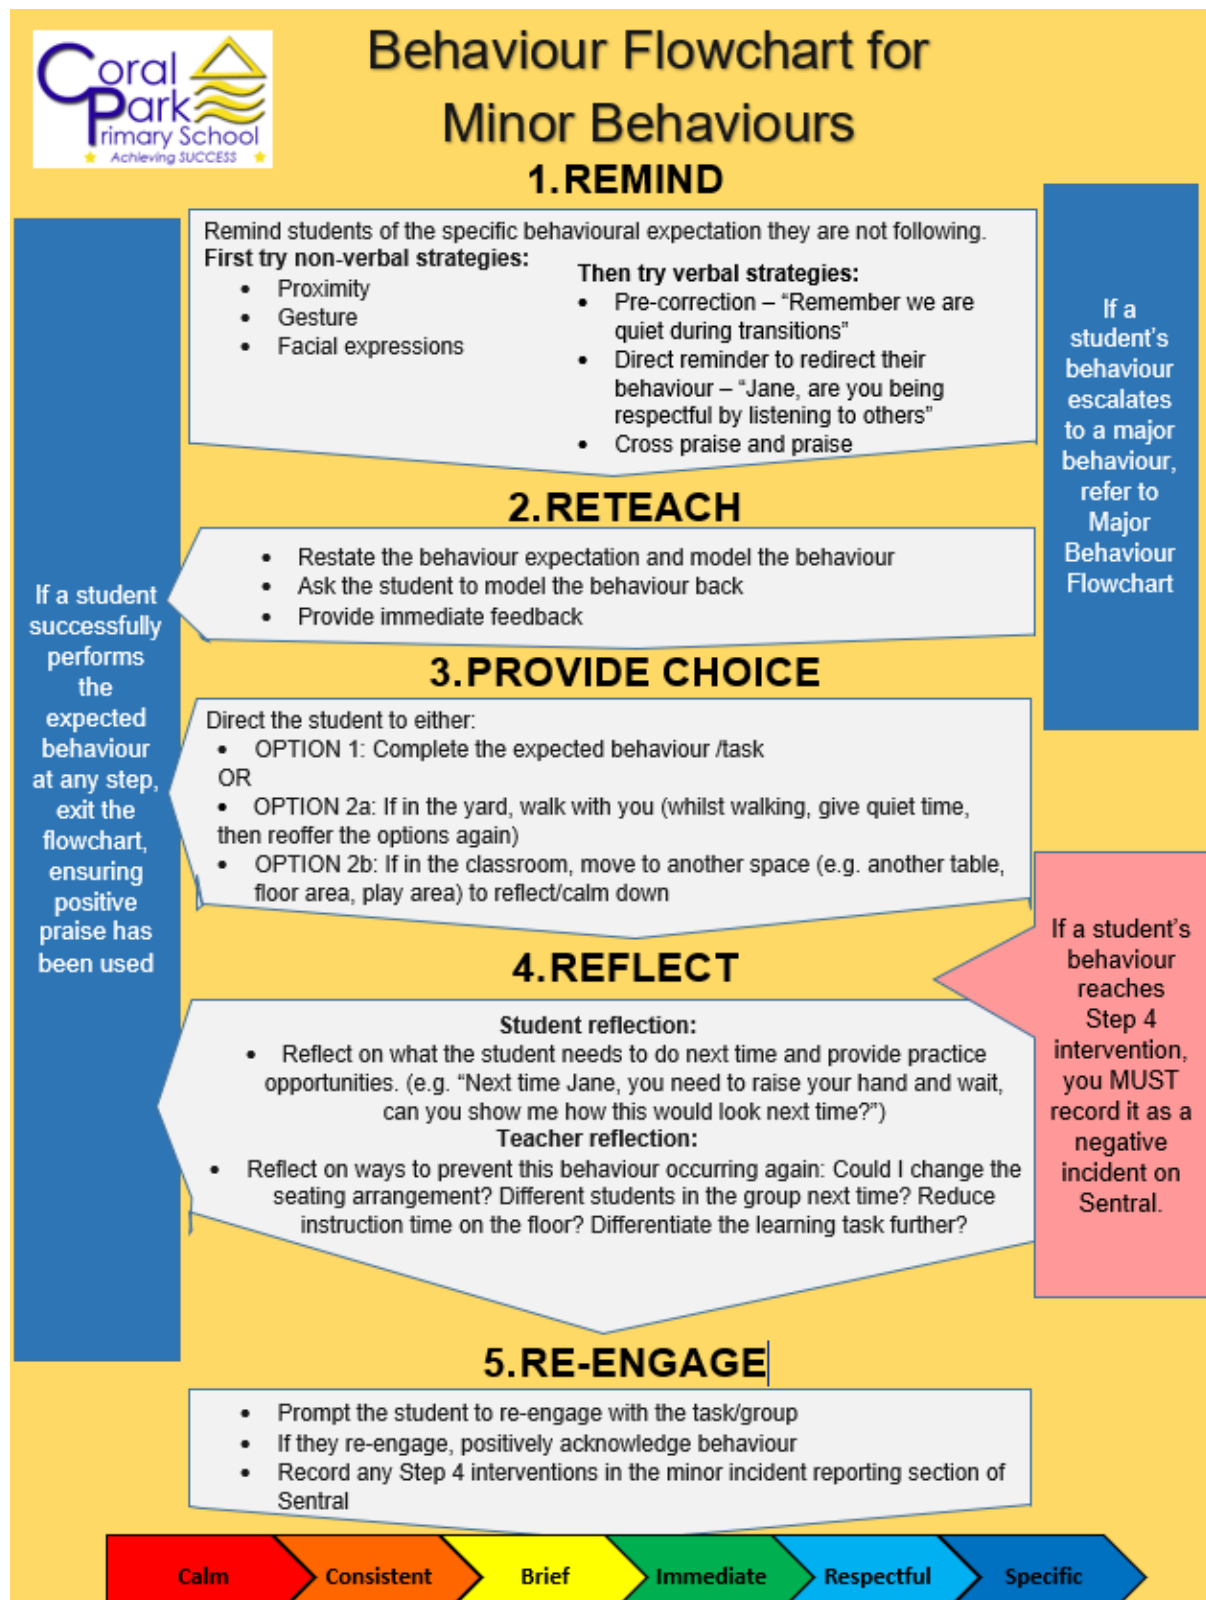 Coral
Park
Primary School
Achieving SUCCESS
Behaviour Flowchart for
Minor Behaviours
1.REMIND
Remind students of the specific behavioural expectation they are not following.
First try non-verbal strategies:
• Proximity
• Gesture
• Facial expressions
Then try verbal strategies:
• Pre-correction – “Remember we are
quiet during transitions”
• Direct reminder to redirect their
behaviour – “Jane, are you being
respectful by listening to others”
• Cross praise and praise
If a
student’s
behaviour
escalates
to a major
behaviour,
refer to
Major
Behaviour
Flowchart
2.RETEACH
• Restate the behaviour expectation and model the behaviour
• Ask the student to model the behaviour back
• Provide immediate feedback
If a student
successfully
performs
the
expected
behaviour
at any step,
exit the
flowchart,
ensuring
positive
praise has
been used
3.PROVIDE CHOICE
Direct the student to either:
• OPTION 1: Complete the expected behaviour /task
OR
• OPTION 2a: If in the yard, walk with you (whilst walking, give quiet time,
then reoffer the options again)
• OPTION 2b: If in the classroom, move to another space (e.g. another table,
floor area, play area) to reflect/calm down
4.REFLECT
Student reflection:
• Reflect on what the student needs to do next time and provide practice
opportunities. (e.g. “Next time Jane, you need to raise your hand and wait,
can you show me how this would look next time?”)
Teacher reflection:
• Reflect on ways to prevent this behaviour occurring again: Could I change the
seating arrangement? Different students in the group next time? Reduce
instruction time on the floor? Differentiate the learning task further?
If a student’s
behaviour
reaches
Step 4
intervention,
you MUST
record it as a
negative
incident on
Sentral.
5.RE-ENGAGE
• Prompt the student to re-engage with the task/group
• If they re-engage, positively acknowledge behaviour
• Record any Step 4 interventions in the minor incident reporting section of
Sentral
Calm Consistent Brief Immediate Respectful Specific